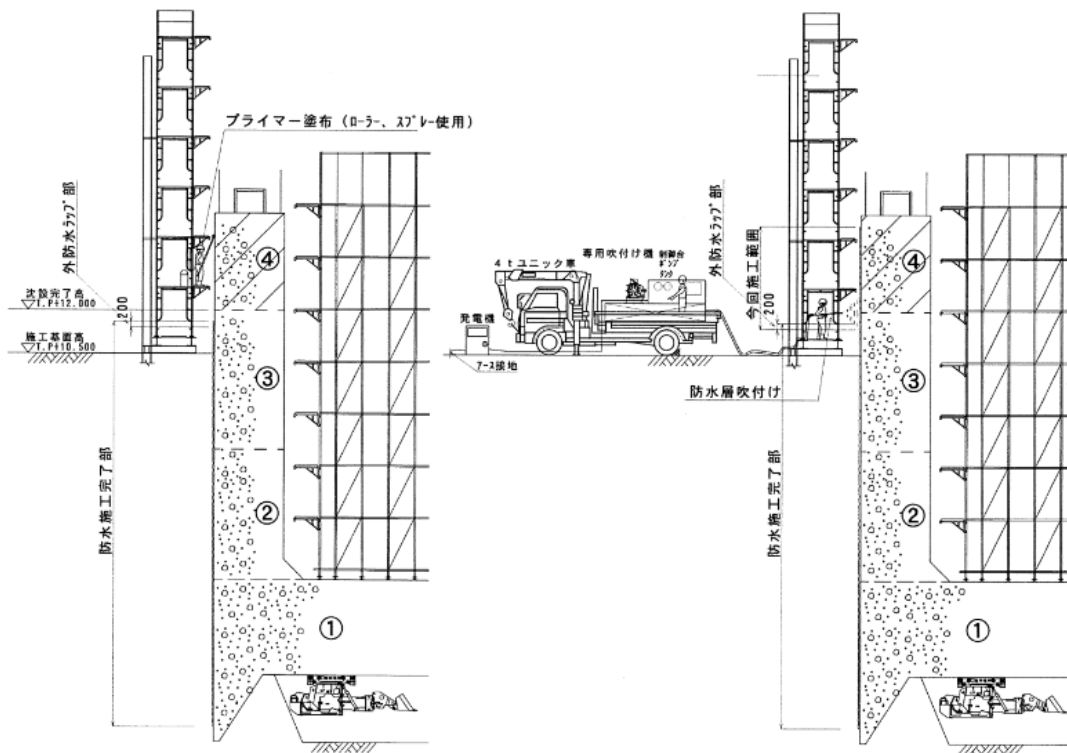 プライマー塗布（ローラー、スプレー使用）
外防水ラップ部
沈設完了高
T.P+12.000
200
施工基面高
T.P+10.500
防水施工完了部
④
③
②
①
4tユニック車
専用吹付け機
制御台
ポンプ
タンク
発電機
アース接地
外防水ラップ部
今回施工範囲
200
防水層吹付け
防水施工完了部
④
③
②
①